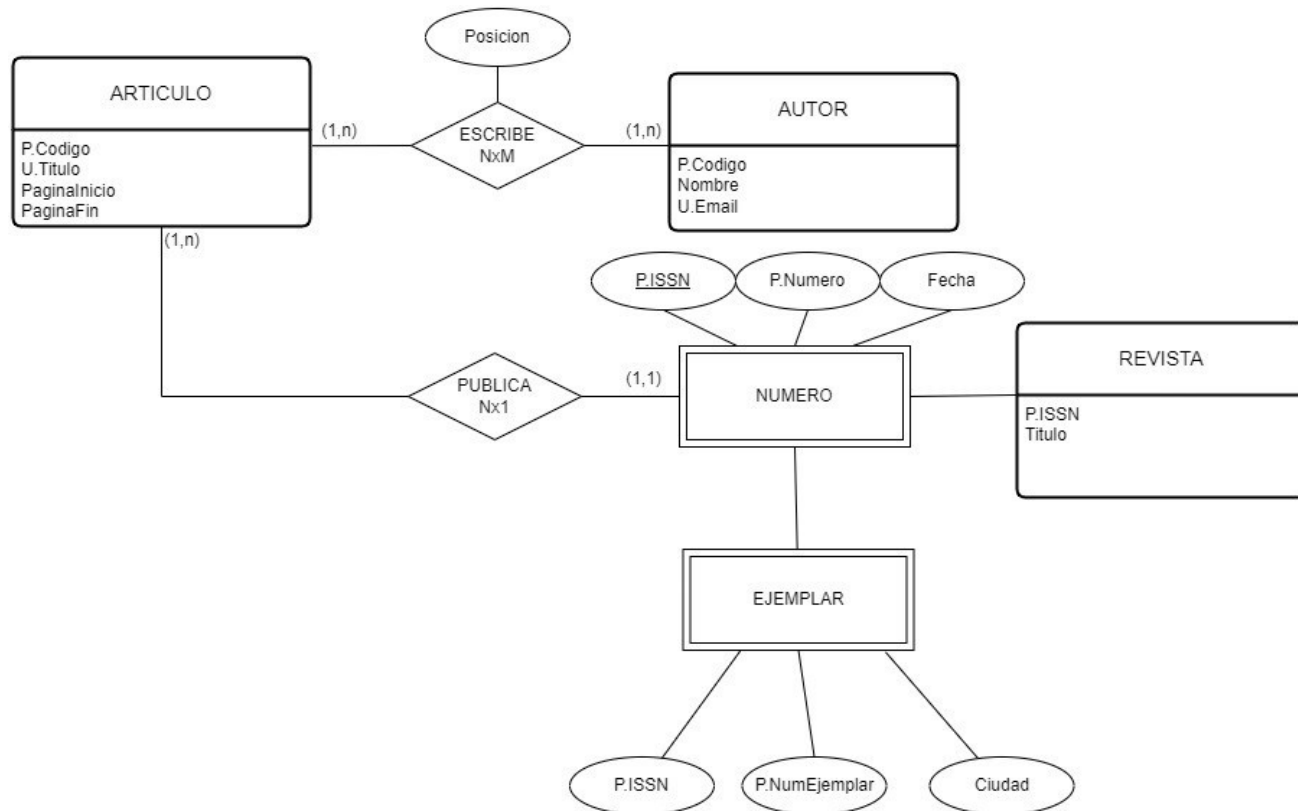 Posicion
ARTICULO
P.Codigo
U.Titulo
PaginaInicio
PaginaFin
(1,n)
ESCRIBE
NxM
(1,n)
AUTOR
P.Codigo
Nombre
U.Email
(1,n)
P.ISSN
P.Numero
Fecha
PUBLICA
Nx1
(1,1)
NUMERO
REVISTA
P.ISSN
Titulo
EJEMPLAR
P.ISSN
P.NumEjemplar
Ciudad